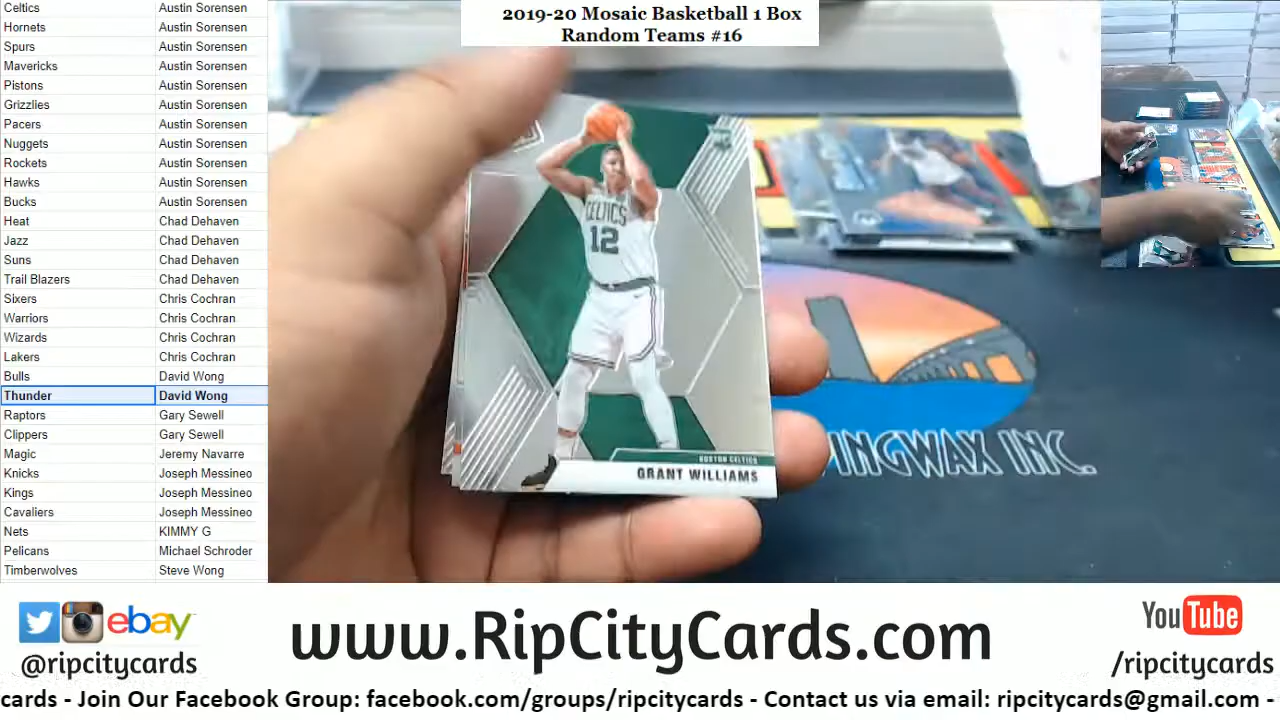 2019-20 Mosaic Basketball 1 Box
Random Teams #16
Celtics Austin Sorensen
Hornets Austin Sorensen
Spurs Austin Sorensen
Mavericks Austin Sorensen
Pistons Austin Sorensen
Grizzlies Austin Sorensen
Pacers Austin Sorensen
Nuggets Austin Sorensen
Rockets Austin Sorensen
Hawks Austin Sorensen
Bucks Austin Sorensen
Heat Chad Dehaven
Jazz Chad Dehaven
Suns Chad Dehaven
Trail Blazers Chad Dehaven
Sixers Chris Cochran
Warriors Chris Cochran
Wizards Chris Cochran
Lakers Chris Cochran
Bulls David Wong
Thunder David Wong
Raptors Gary Sewell
Clippers Gary Sewell
Magic Jeremy Navarre
Knicks Joseph Messineo
Kings Joseph Messineo
Cavaliers Joseph Messineo
Nets KIMMY G
Pelicans Michael Schroder
Timberwolves Steve Wong
CELTICS
12
BOSTON CELTICS
GRANT WILLIAMS
INGWAX INC.
ebay
@ripcitycards
www.RipCityCards.com
YouTube
/ripcitycards
cards - Join Our Facebook Group: facebook.com/groups/ripcitycards - Contact us via email: ripcitycards@gmail.com -